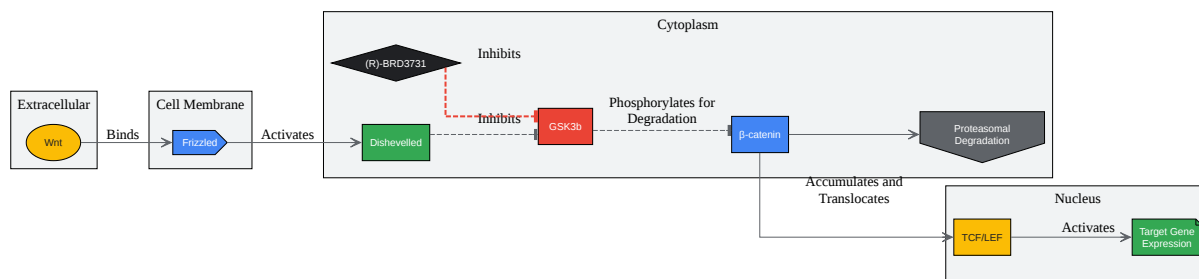 Cytoplasm
(R)-BRD3731
Inhibits
Extracellular
Cell Membrane
Phosphorylates for
Degradation
Inhibits
GSK3b
Wnt
Binds
Frizzled
Activates
Dishevelled
β-catenin
Proteasomal
Degradation
Accumulates and
Translocates
Nucleus
TCF/LEF
Activates
Target Gene
Expression